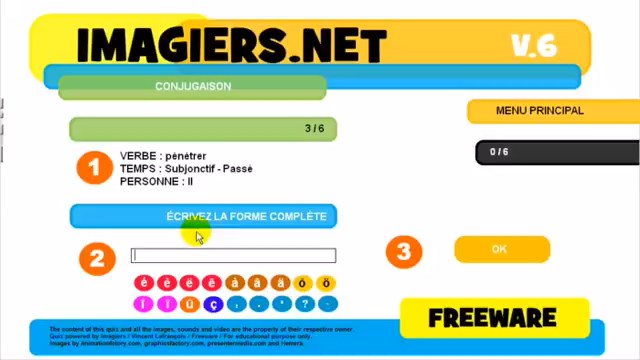 IMAGIERS.NET
V.6
CONJUGAISON
MENU PRINCIPAL
3 / 6
0 / 6
1
VERBE : pénétrer
TEMPS : Subjonctif - Passé
PERSONNE : Il
ÉCRIVEZ LA FORME COMPLÈTE
2
3
OK
FREEWARE
The content of this quiz and all the images, sounds and video are the property of their respective owner.
Quiz powered by Imagiers / Vincent Lefrançois / Freeware / For educational purpose only.
Images by animationfactory.com, graphicsfactory.com, presentermedia.com and Hemera.